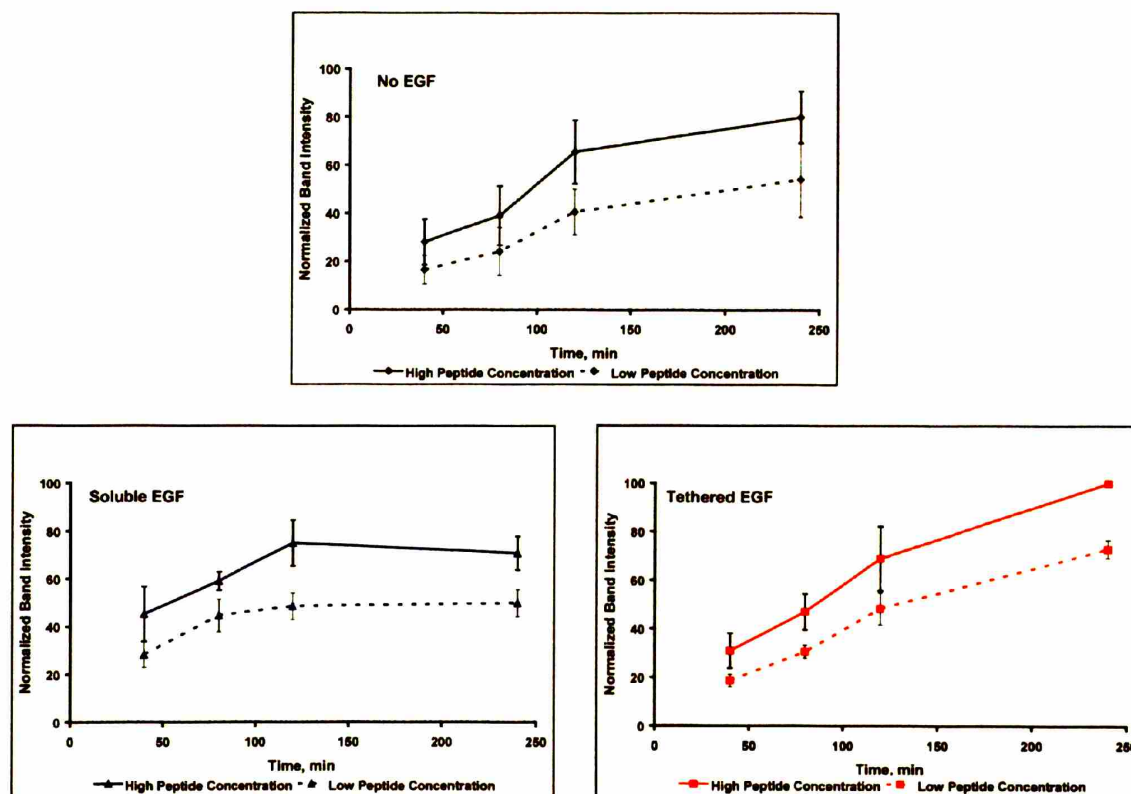 No EGF
Normalized Band Intensity
100
80
60
40
20
0
0 50 100 150 200 250
Time, min
High Peptide Concentration Low Peptide Concentration
Soluble EGF
Normalized Band Intensity
100
80
60
40
20
0
0 50 100 150 200 250
Time, min
High Peptide Concentration Low Peptide Concentration
Tethered EGF
Normalized Band Intensity
100
80
60
40
20
0
0 50 100 150 200 250
Time, min
High Peptide Concentration Low Peptide Concentration